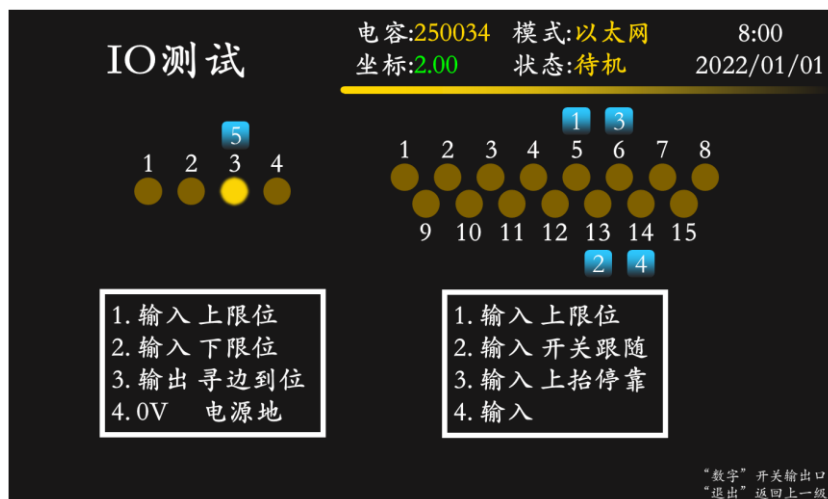 IO测试
电容:250034 模式:以太网 8:00
坐标:2.00 状态:待机 2022/01/01
5
1 2 3 4
1 3
1 2 3 4 5 6 7 8
9 10 11 12 13 14 15
2 4
1. 输入 上限位
2. 输入 下限位
3. 输出 寻边到位
4. 0V 电源地
1. 输入 上限位
2. 输入 开关跟随
3. 输入 上抬停靠
4. 输入
“数字”开关输出口
“退出”返回上一级